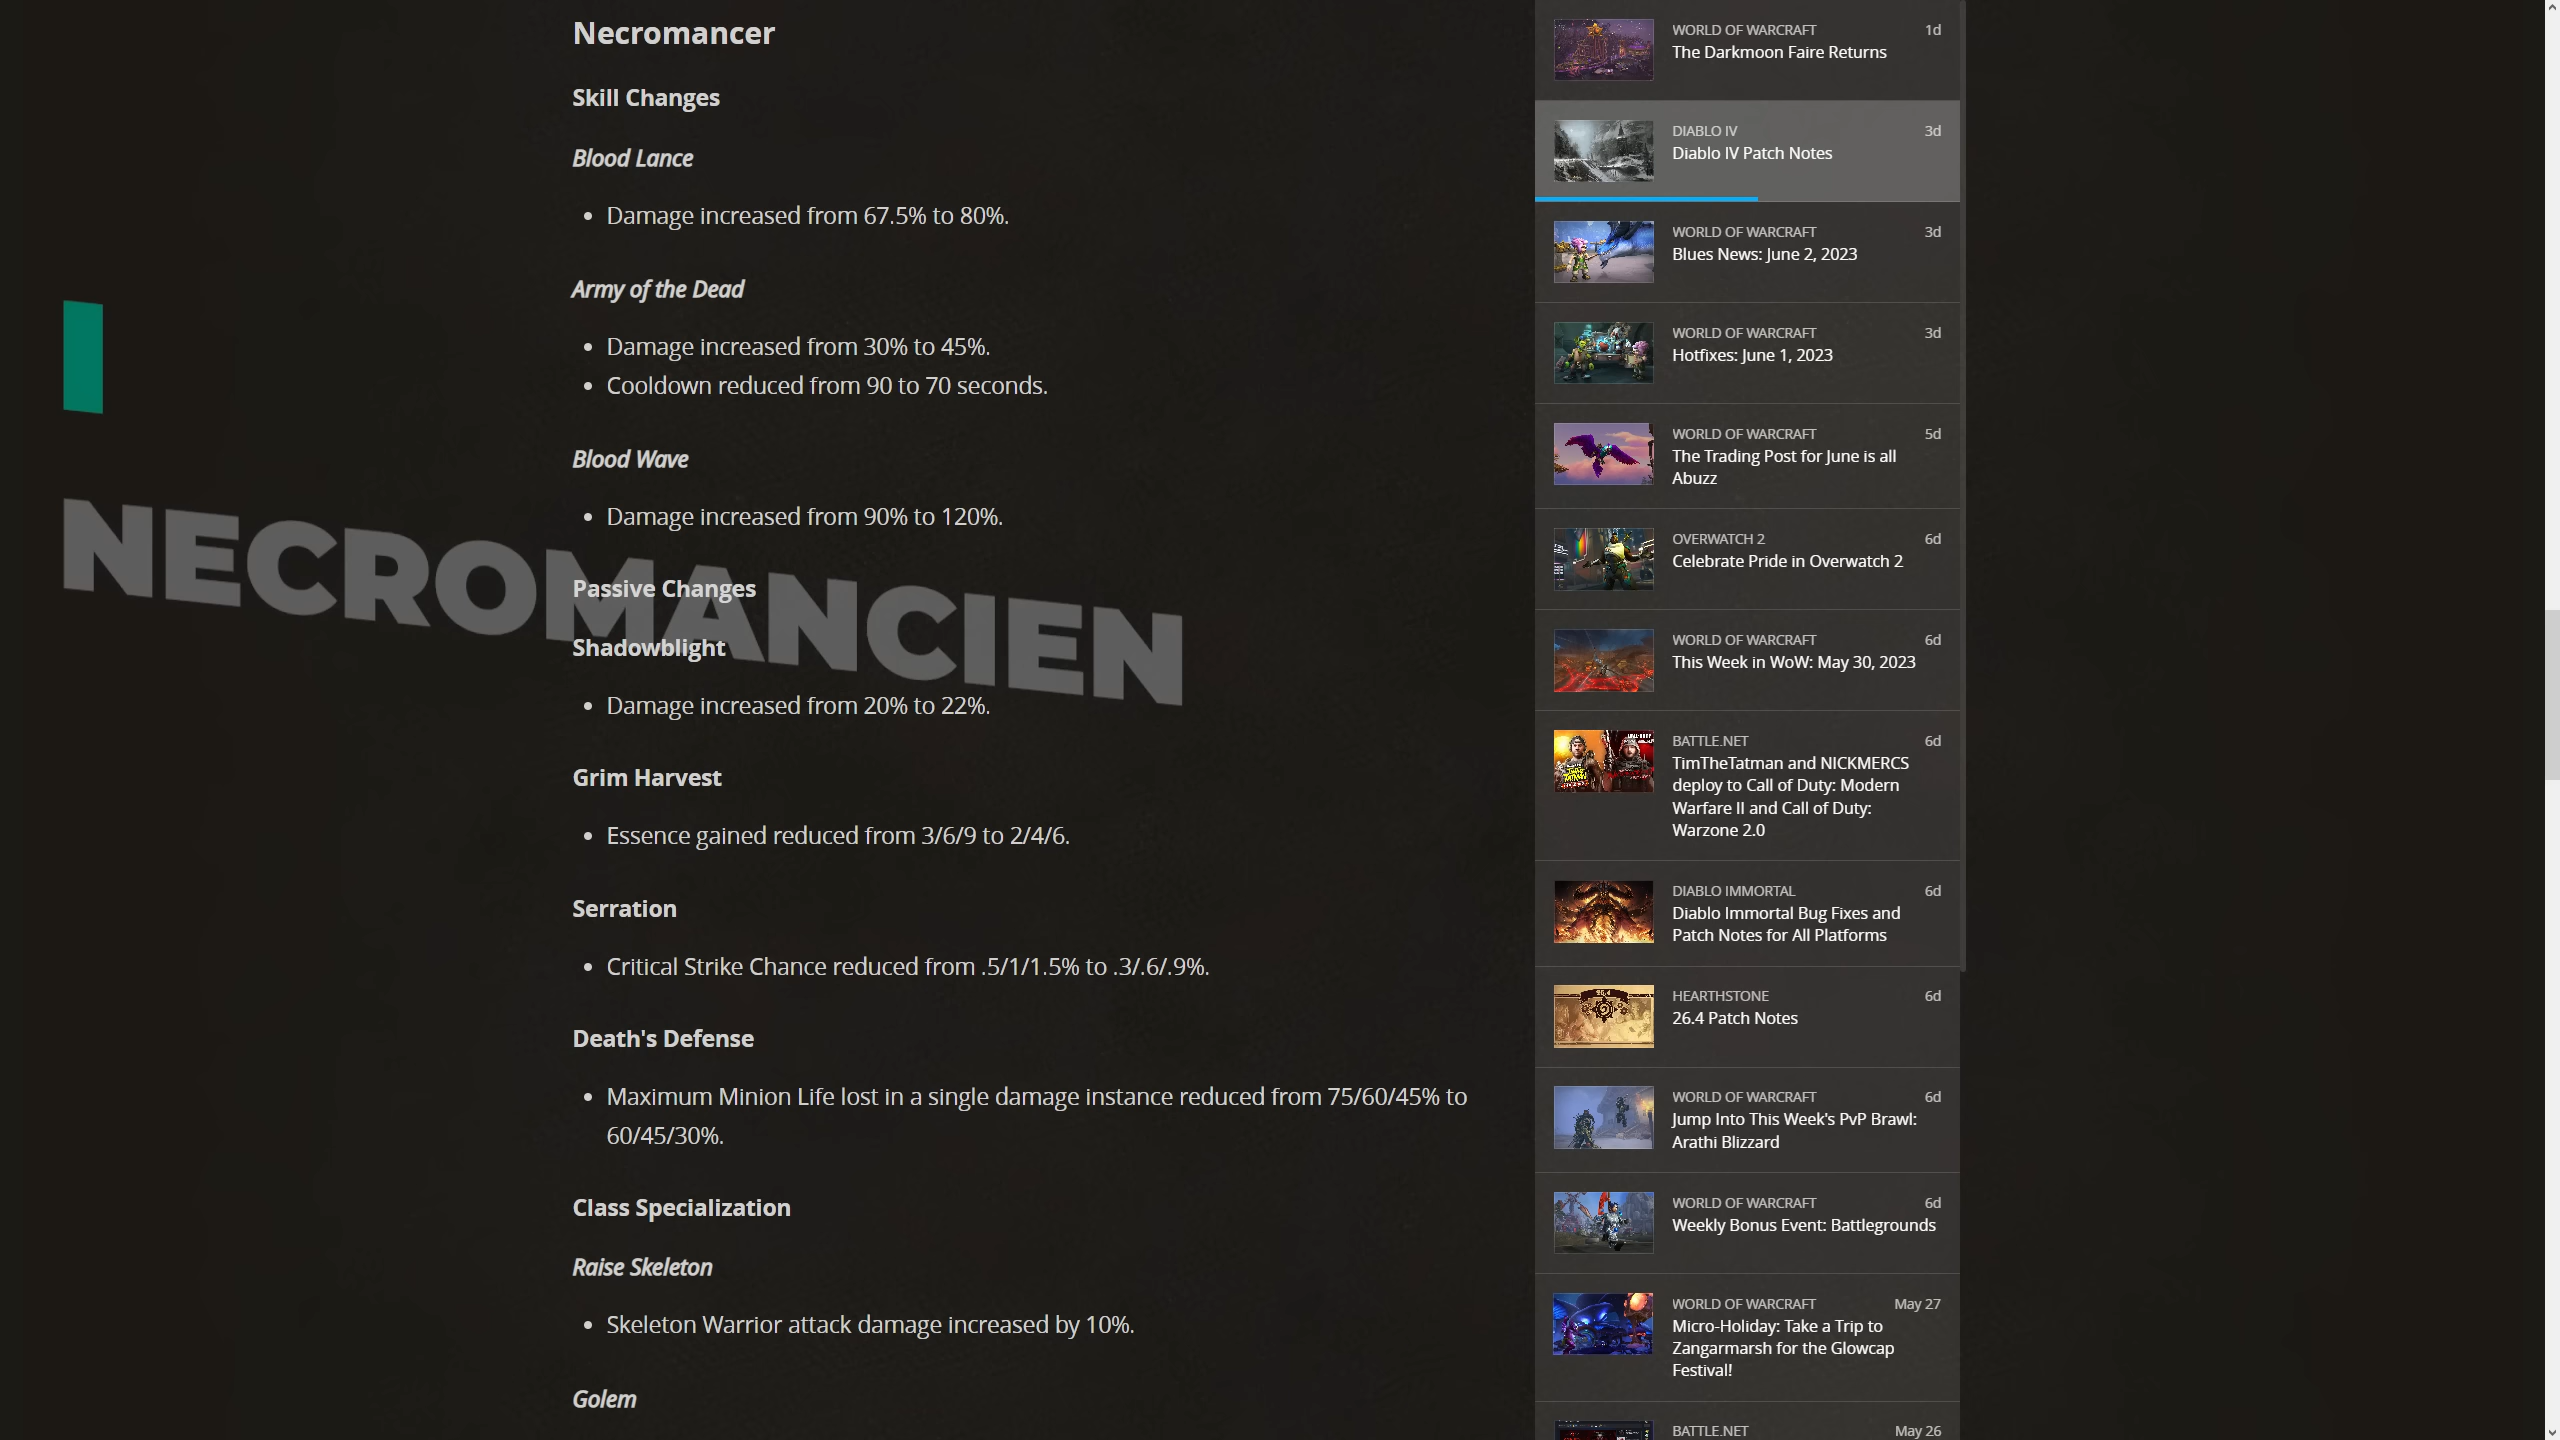 Necromancer
Skill Changes
Blood Lance
• Damage increased from 67.5% to 80%.
Army of the Dead
• Damage increased from 30% to 45%.
• Cooldown reduced from 90 to 70 seconds.
Blood Wave
• Damage increased from 90% to 120%.
NECROMANCIEN
Passive Changes
Shadowblight
• Damage increased from 20% to 22%.
Grim Harvest
• Essence gained reduced from 3/6/9 to 2/4/6.
Serration
• Critical Strike Chance reduced from .5/1/1.5% to .3/.6/.9%.
Death's Defense
• Maximum Minion Life lost in a single damage instance reduced from 75/60/45% to
60/45/30%.
Class Specialization
Raise Skeleton
• Skeleton Warrior attack damage increased by 10%.
Golem
WORLD OF WARCRAFT 1d
The Darkmoon Faire Returns
DIABLO IV 3d
Diablo IV Patch Notes
WORLD OF WARCRAFT 3d
Blues News: June 2, 2023
WORLD OF WARCRAFT 3d
Hotfixes: June 1, 2023
WORLD OF WARCRAFT 5d
The Trading Post for June is all
Abuzz
OVERWATCH 2 6d
Celebrate Pride in Overwatch 2
WORLD OF WARCRAFT 6d
This Week in WoW: May 30, 2023
BATTLE.NET 6d
TimTheTatman and NICKMERCS
deploy to Call of Duty: Modern
Warfare II and Call of Duty:
Warzone 2.0
DIABLO IMMORTAL 6d
Diablo Immortal Bug Fixes and
Patch Notes for All Platforms
HEARTHSTONE 6d
26.4 Patch Notes
WORLD OF WARCRAFT 6d
Jump Into This Week's PvP Brawl:
Arathi Blizzard
WORLD OF WARCRAFT 6d
Weekly Bonus Event: Battlegrounds
WORLD OF WARCRAFT May 27
Micro-Holiday: Take a Trip to
Zangarmarsh for the Glowcap
Festival!
BATTLE.NET May 26